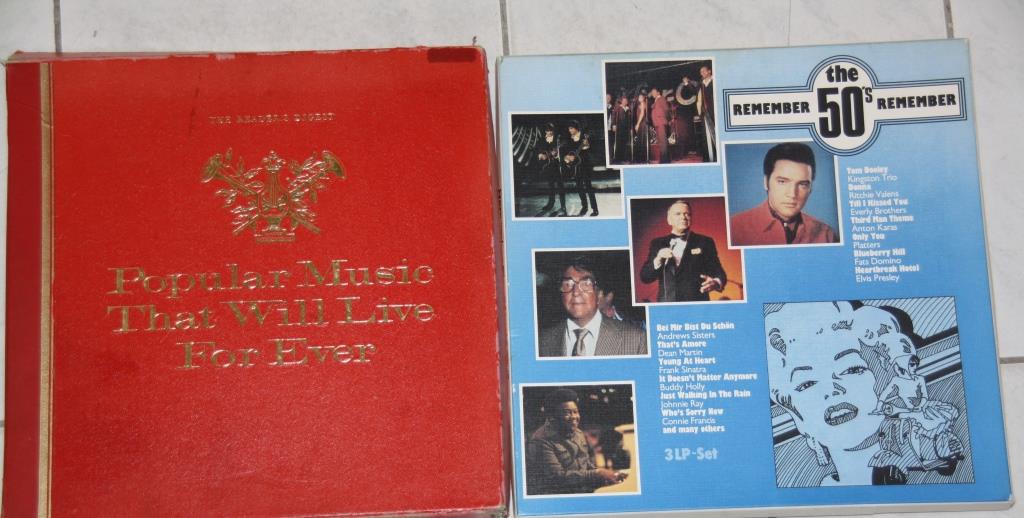 THE READER'S DIGEST
Popular Music
That Will Live
For Ever
the
REMEMBER 50's REMEMBER
Tom Dooley
Kingston Trio
Donna
Ritchie Valens
Till I Kissed You
Everly Brothers
Third Man Theme
Anton Karas
Only You
Platters
Blueberry Hill
Fats Domino
Heartbreak Hotel
Elvis Presley
Bei Mir Bist Du Schön
Andrews Sisters
That's Amore
Dean Martin
Young At Heart
Frank Sinatra
It Doesn't Matter Anymore
Buddy Holly
Just Walking In The Rain
Johnnie Ray
Who's Sorry Now
Connie Francis
and many others
3 LP-Set